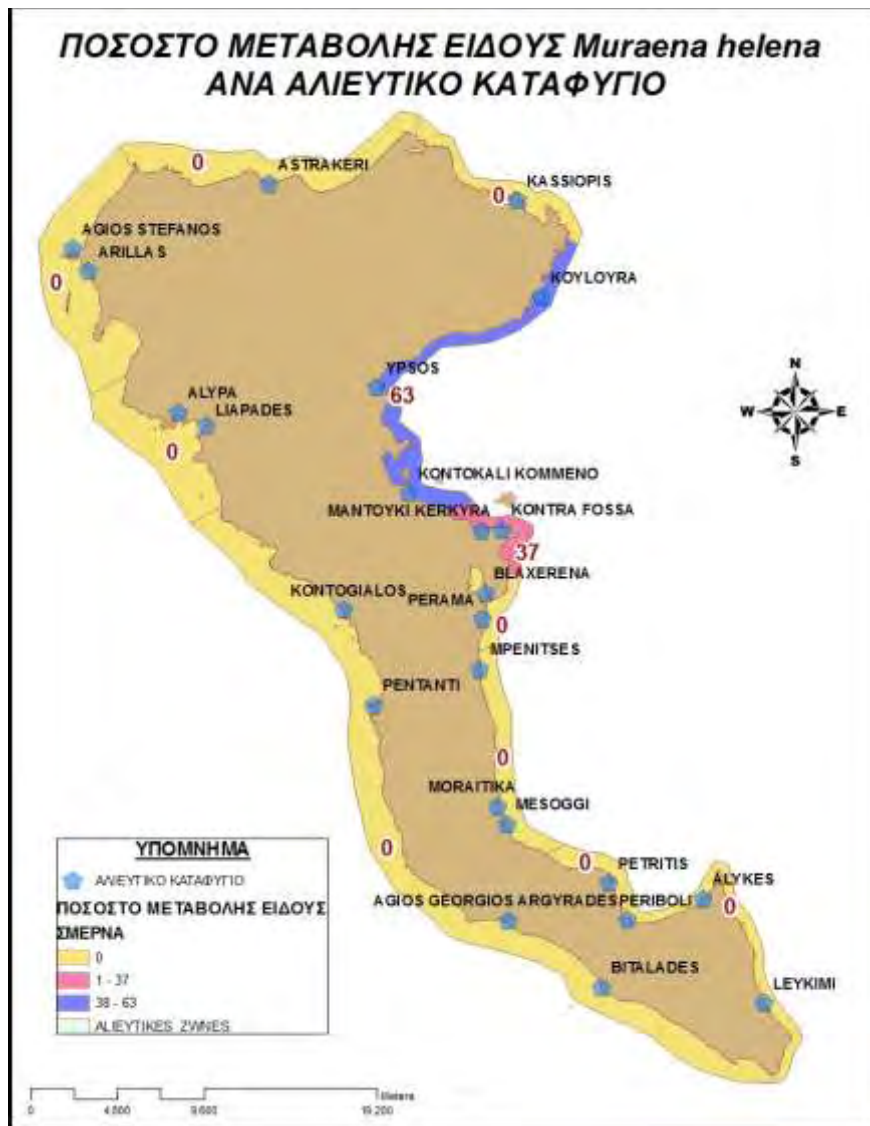 ΠΟΣΟΣΤΟ ΜΕΤΑΒΟΛΗΣ ΕΙΔΟΥΣ Muraena helena
ΑΝΑ ΑΛΙΕΥΤΙΚΟ ΚΑΤΑΦΥΓΙΟ
0
ASTRAKERI
KASSIOPIS
0
AGIOS STEFANOS
ARILLAS
0
KOYLOYRA
YPSOS
63
ALYPA
LIAPADES
0
N
W
E
S
KONTOKALI KOMMENO
MANTOYKI KERKYRA
KONTRA FOSSA
37
BLAXERENA
KONTOGIALOS
PERAMA
0
MPENITSES
PENTANTI
0
MORAITIKA
MESOGGI
0
0
PETRITIS
ALYKES
AGIOS GEORGIOS ARGYRADES
PERIBOLI
0
BITALADES
LEYKIMI
ΥΠΟΜΝΗΜΑ
ΑΛΙΕΥΤΙΚΟ ΚΑΤΑΦΥΓΙΟ
ΠΟΣΟΣΤΟ ΜΕΤΑΒΟΛΗΣ ΕΙΔΟΥΣ
ΣΜΕΡΝΑ
0
1 - 37
38 - 63
ALIEYTIKES_ZWNES
Meters
0
4.800
9.600
19.200